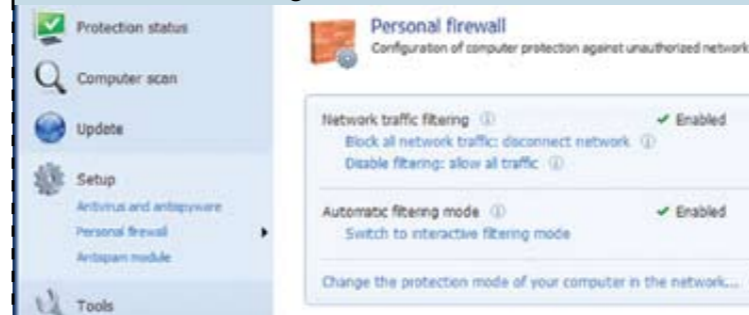 Protection status
Computer scan
Update
Setup
Antivirus and antispyware
Personal firewall
Antispam module
Tools
Personal firewall
Configuration of computer protection against unauthorized network
Network traffic filtering
Enabled
Block all network traffic: disconnect network
Disable filtering: allow all traffic
Automatic filtering mode
Enabled
Switch to interactive filtering mode
Change the protection mode of your computer in the network...